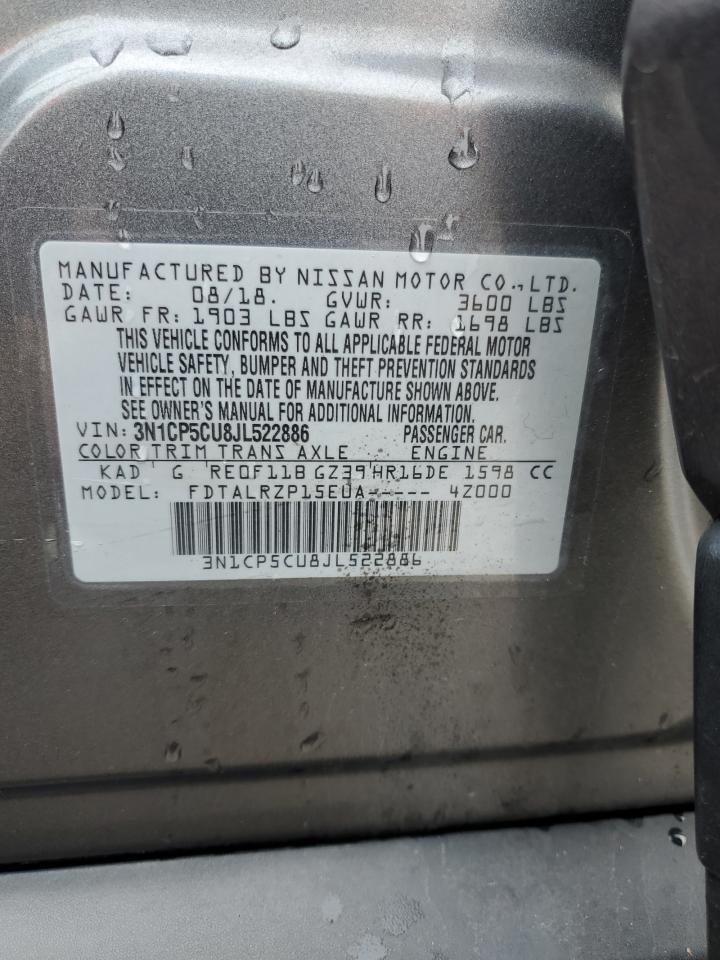 MANUFACTURED BY NISSAN MOTOR CO., LTD.
DATE: 08/18. GVWR: 3600 LBS
GAWR FR: 1903 LBS GAWR RR: 1698 LBS
THIS VEHICLE CONFORMS TO ALL APPLICABLE FEDERAL MOTOR
VEHICLE SAFETY, BUMPER AND THEFT PREVENTION STANDARDS
IN EFFECT ON THE DATE OF MANUFACTURE SHOWN ABOVE.
SEE OWNER'S MANUAL FOR ADDITIONAL INFORMATION.
VIN: 3N1CP5CU8JL522886 PASSENGER CAR.
COLOR TRIM TRANS AXLE ENGINE
KAD G RE0F11B GZ39 HR16DE 1598 CC
MODEL: FDTALRZP15EUA----- 4Z000
3N1CP5CU8JL522886